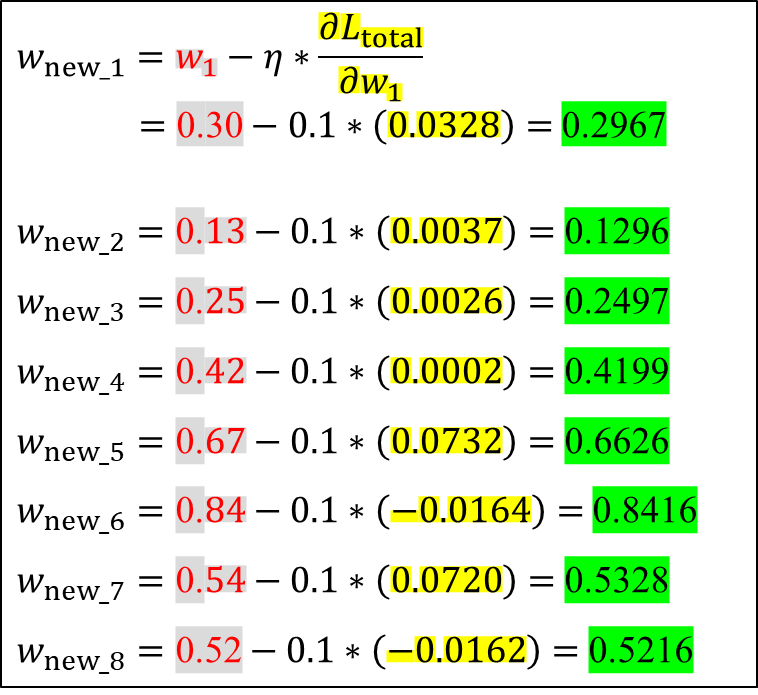 w_new_1 = w_1 − η ∗ ∂L_total / ∂w_1
= 0.30 − 0.1 ∗ (0.0328) = 0.2967
w_new_2 = 0.13 − 0.1 ∗ (0.0037) = 0.1296
w_new_3 = 0.25 − 0.1 ∗ (0.0026) = 0.2497
w_new_4 = 0.42 − 0.1 ∗ (0.0002) = 0.4199
w_new_5 = 0.67 − 0.1 ∗ (0.0732) = 0.6626
w_new_6 = 0.84 − 0.1 ∗ (−0.0164) = 0.8416
w_new_7 = 0.54 − 0.1 ∗ (0.0720) = 0.5328
w_new_8 = 0.52 − 0.1 ∗ (−0.0162) = 0.5216